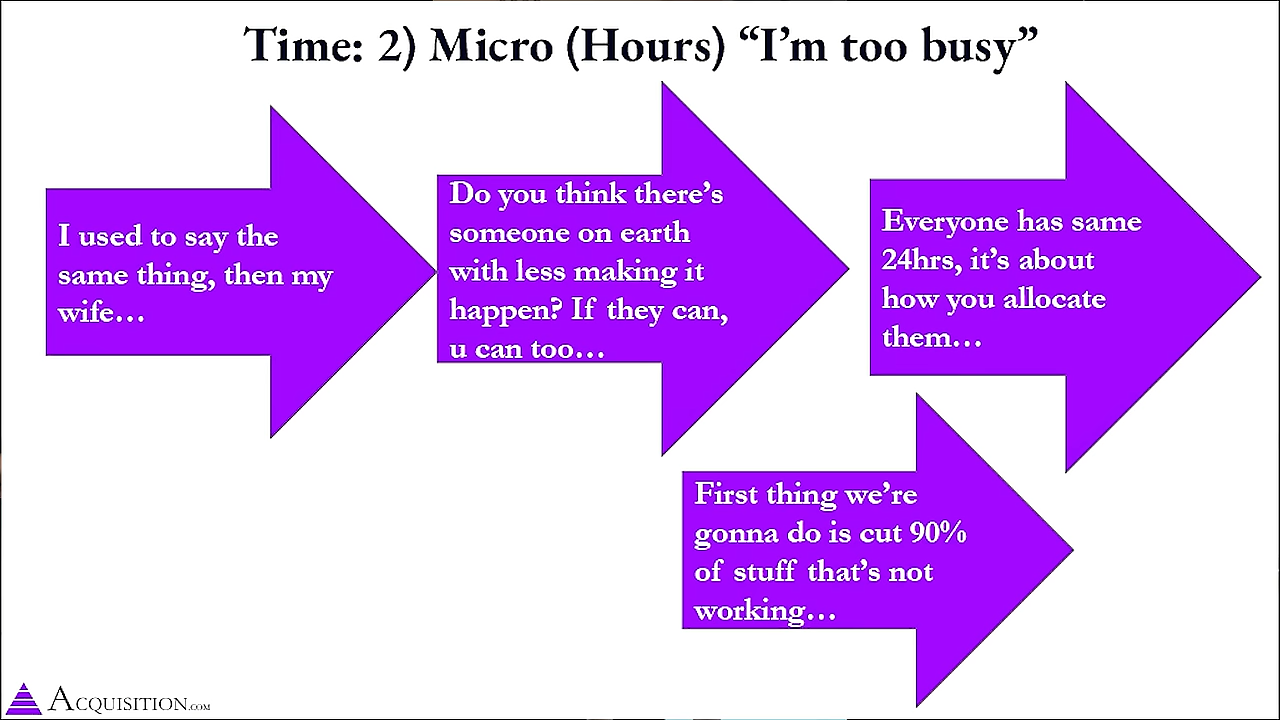 Time: 2) Micro (Hours) “I’m too busy”
I used to say the
same thing, then my
wife…
Do you think there’s
someone on earth
with less making it
happen? If they can,
u can too…
Everyone has same
24hrs, it’s about
how you allocate
them…
First thing we’re
gonna do is cut 90%
of stuff that’s not
working…
ACQUISITION.COM